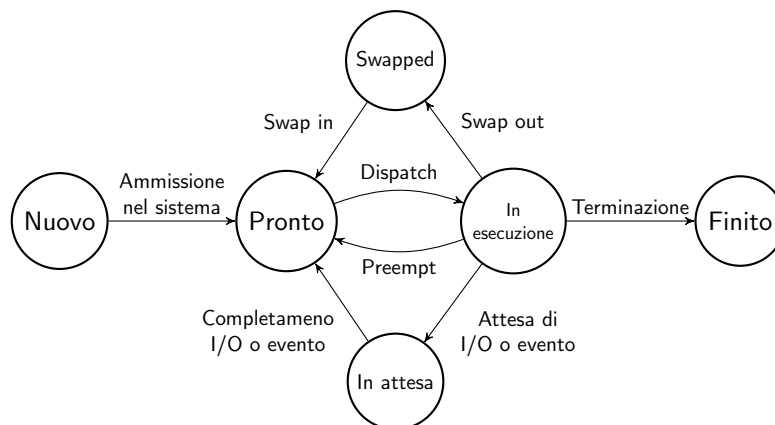 Swapped
Swap in
Swap out
Ammissione
nel sistema
Dispatch
Nuovo
Pronto
In
esecuzione
Terminazione
Finito
Preempt
Completameno
I/O o evento
Attesa di
I/O o evento
In attesa